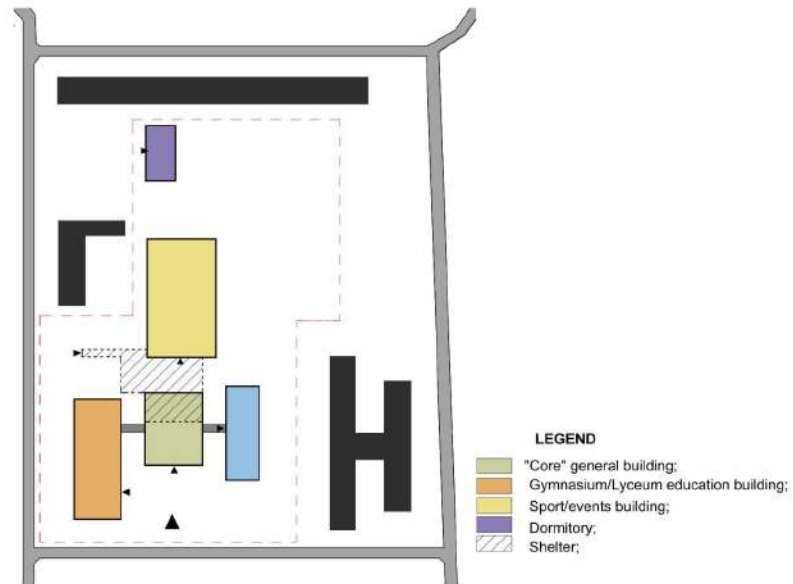 LEGEND
"Core" general building;
Gymnasium/Lyceum education building;
Sport/events building;
Dormitory;
Shelter;